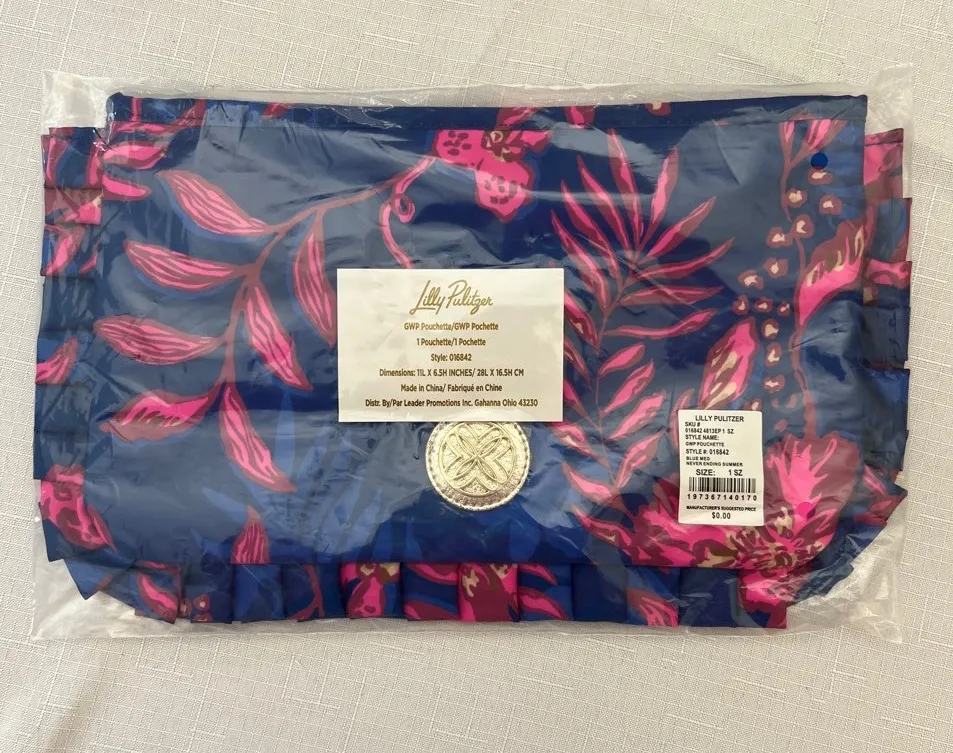 Lilly Pulitzer
GWP Pouchette/GWP Pochette
1 Pouchette/1 Pochette
Style: 016842
Dimensions: 11L X 6.5H INCHES/ 28L X 16.5H CM
Made in China/ Fabriqué en Chine
Distr. By/Par Leader Promotions Inc. Gahanna Ohio 43230
LILLY PULITZER
SKU #
016842 4813EP 1 SZ
STYLE NAME:
GWP POUCHETTE
STYLE #: 016842
BLUE MED
NEVER ENDING SUMMER
SIZE: 1 SZ
197367140170
MANUFACTURER'S SUGGESTED PRICE
$0.00